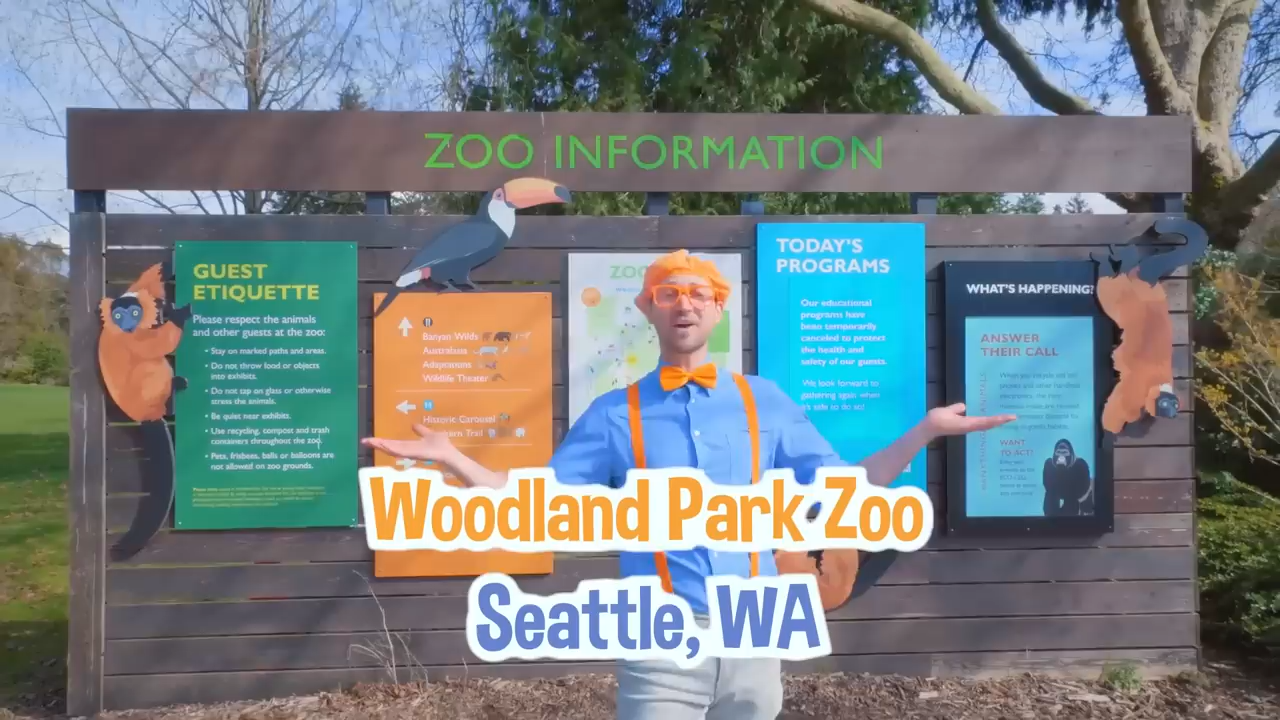 ZOO INFORMATION
GUEST
ETIQUETTE
Please respect the animals
and other guests at the zoo:
• Stay on marked paths and areas.
• Do not throw food or objects
into exhibits.
• Do not tap on glass or otherwise
stress the animals.
• Be quiet near exhibits.
• Use recycling, compost and trash
containers throughout the zoo.
• Pets, frisbees, balls or balloons are
not allowed on zoo grounds.
Banyan Wilds
Australasia
Adaptations
Wildlife Theater
Historic Carousel
Trail
ZOO
TODAY'S
PROGRAMS
Our educational
programs have
been temporarily
canceled to protect
the health and
safety of our guests.
We look forward to
gathering again when
it's safe to do so!
WHAT'S HAPPENING?
ANSWER
THEIR CALL
WANT
TO ACT?
Woodland Park Zoo
Seattle, WA